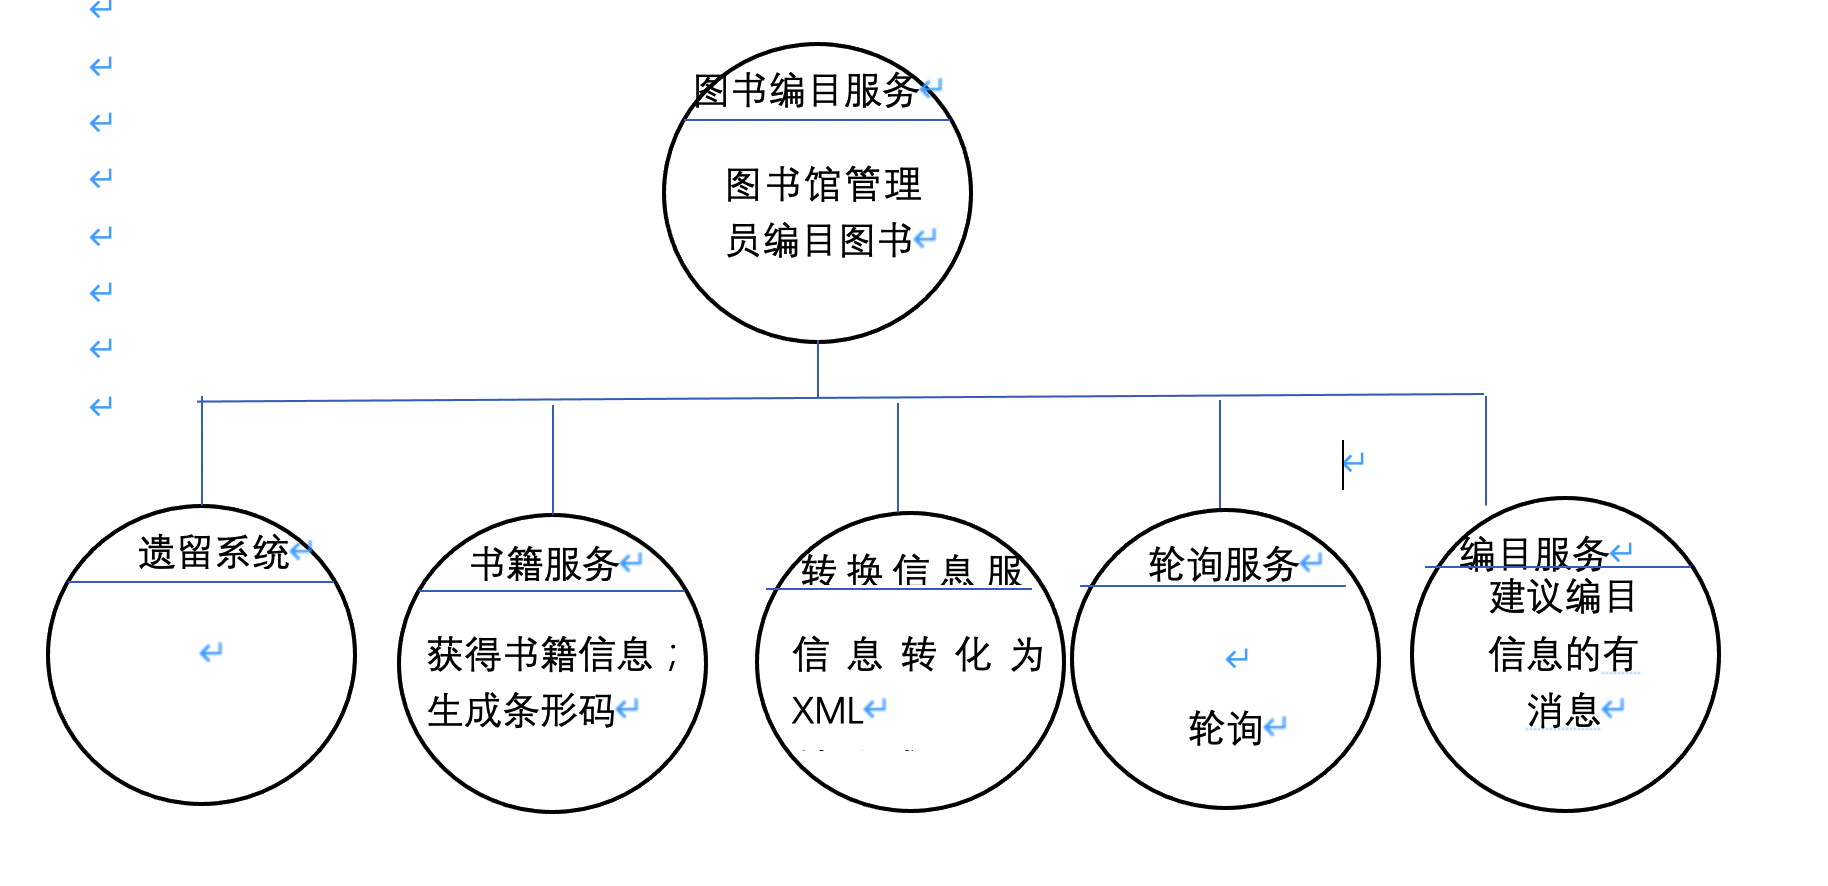 图书编目服务
图书馆管理
员编目图书
遗留系统
书籍服务
获得书籍信息；
生成条形码
转换信息服
信息转化为
XML
轮询服务
轮询
编目服务
建议编目
信息的有
消息